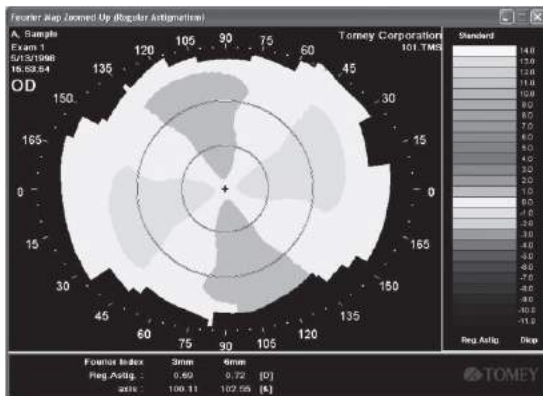 Fourier Map Zoomed Up (Regular Astigmatism)
A, Sample
Exam 1
5/13/1998
OD
Tomey Corporation
101.TMS
Standard
105 90 75
120 60
135 45
150 30
165 15
0 0
15 165
30 150
45 135
60 120
75 90 105
14.0
13.0
12.0
11.0
10.0
9.0
8.0
7.0
6.0
5.0
4.0
3.0
2.0
1.0
0.0
-1.0
-2.0
-3.0
-4.0
-5.0
-6.0
-7.0
-8.0
-9.0
-10.0
-11.0
Reg.Astig. Diop
Fourier Index 3mm 6mm
Reg.Astig. : 0.69 0.72 [D]
axis : 100.11 102.55
TOMEY